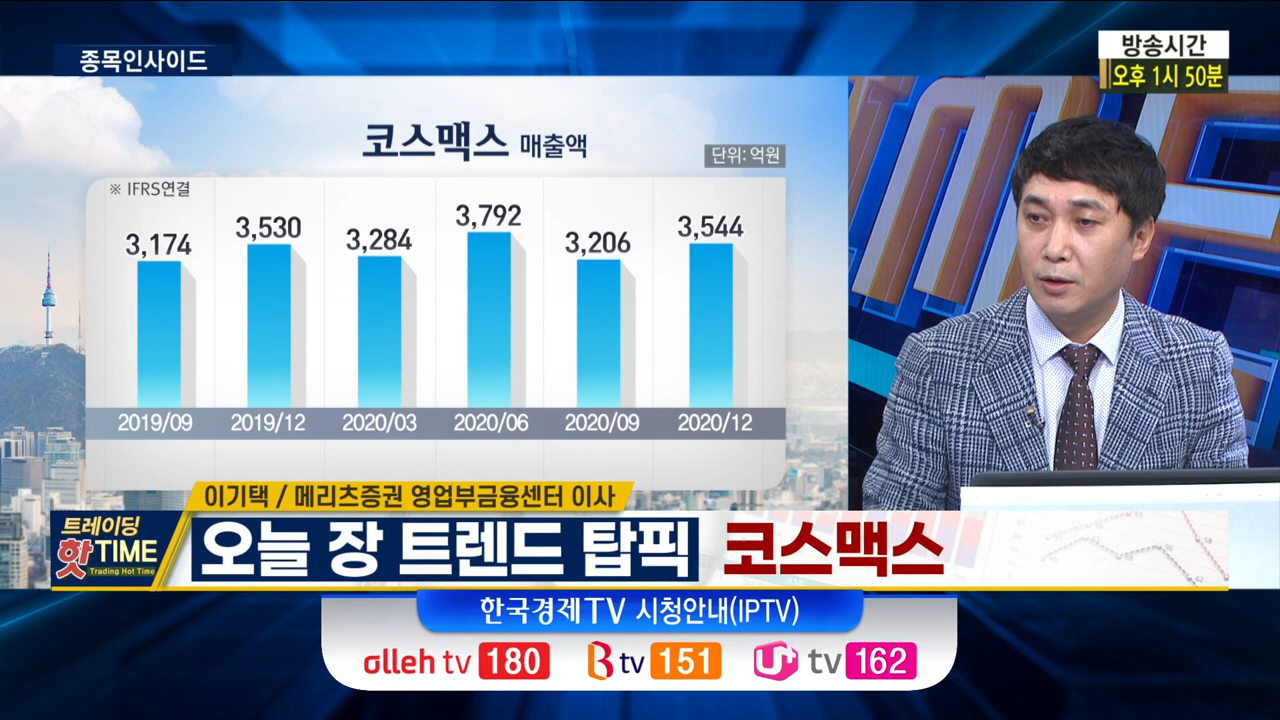 종목인사이드
방송시간
오후 1시 50분
코스맥스 매출액
단위: 억원
※ IFRS연결
3,174 3,530 3,284 3,792 3,206 3,544
2019/09 2019/12 2020/03 2020/06 2020/09 2020/12
이기택 / 메리츠증권 영업부금융센터 이사
트레이딩
핫TIME
Trading Hot Time
오늘 장 트렌드 탑픽 코스맥스
한국경제TV 시청안내(IPTV)
olleh tv 180 B tv 151 U+ tv 162